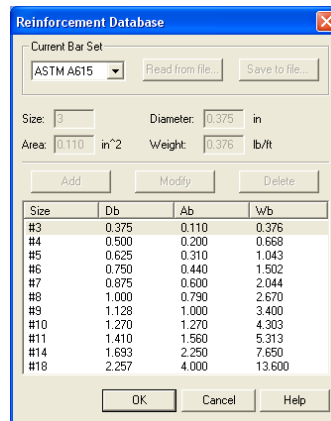 Reinforcement Database
Current Bar Set
ASTM A615 Read from file... Save to file...
Size: 3 Diameter: 0.375 in
Area: 0.110 in^2 Weight: 0.376 lb/ft
Add Modify Delete
Size Db Ab Wb
#3 0.375 0.110 0.376
#4 0.500 0.200 0.668
#5 0.625 0.310 1.043
#6 0.750 0.440 1.502
#7 0.875 0.600 2.044
#8 1.000 0.790 2.670
#9 1.128 1.000 3.400
#10 1.270 1.270 4.303
#11 1.410 1.560 5.313
#14 1.693 2.250 7.650
#18 2.257 4.000 13.600
OK Cancel Help